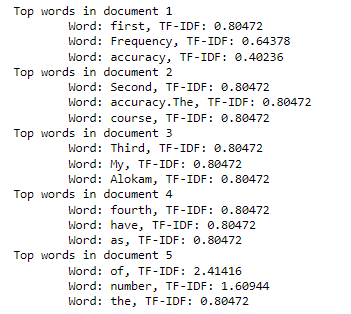 Top words in document 1
Word: first, TF-IDF: 0.80472
Word: Frequency, TF-IDF: 0.64378
Word: accuracy, TF-IDF: 0.40236
Top words in document 2
Word: Second, TF-IDF: 0.80472
Word: accuracy.The, TF-IDF: 0.80472
Word: course, TF-IDF: 0.80472
Top words in document 3
Word: Third, TF-IDF: 0.80472
Word: My, TF-IDF: 0.80472
Word: Alokam, TF-IDF: 0.80472
Top words in document 4
Word: fourth, TF-IDF: 0.80472
Word: have, TF-IDF: 0.80472
Word: as, TF-IDF: 0.80472
Top words in document 5
Word: of, TF-IDF: 2.41416
Word: number, TF-IDF: 1.60944
Word: the, TF-IDF: 0.80472